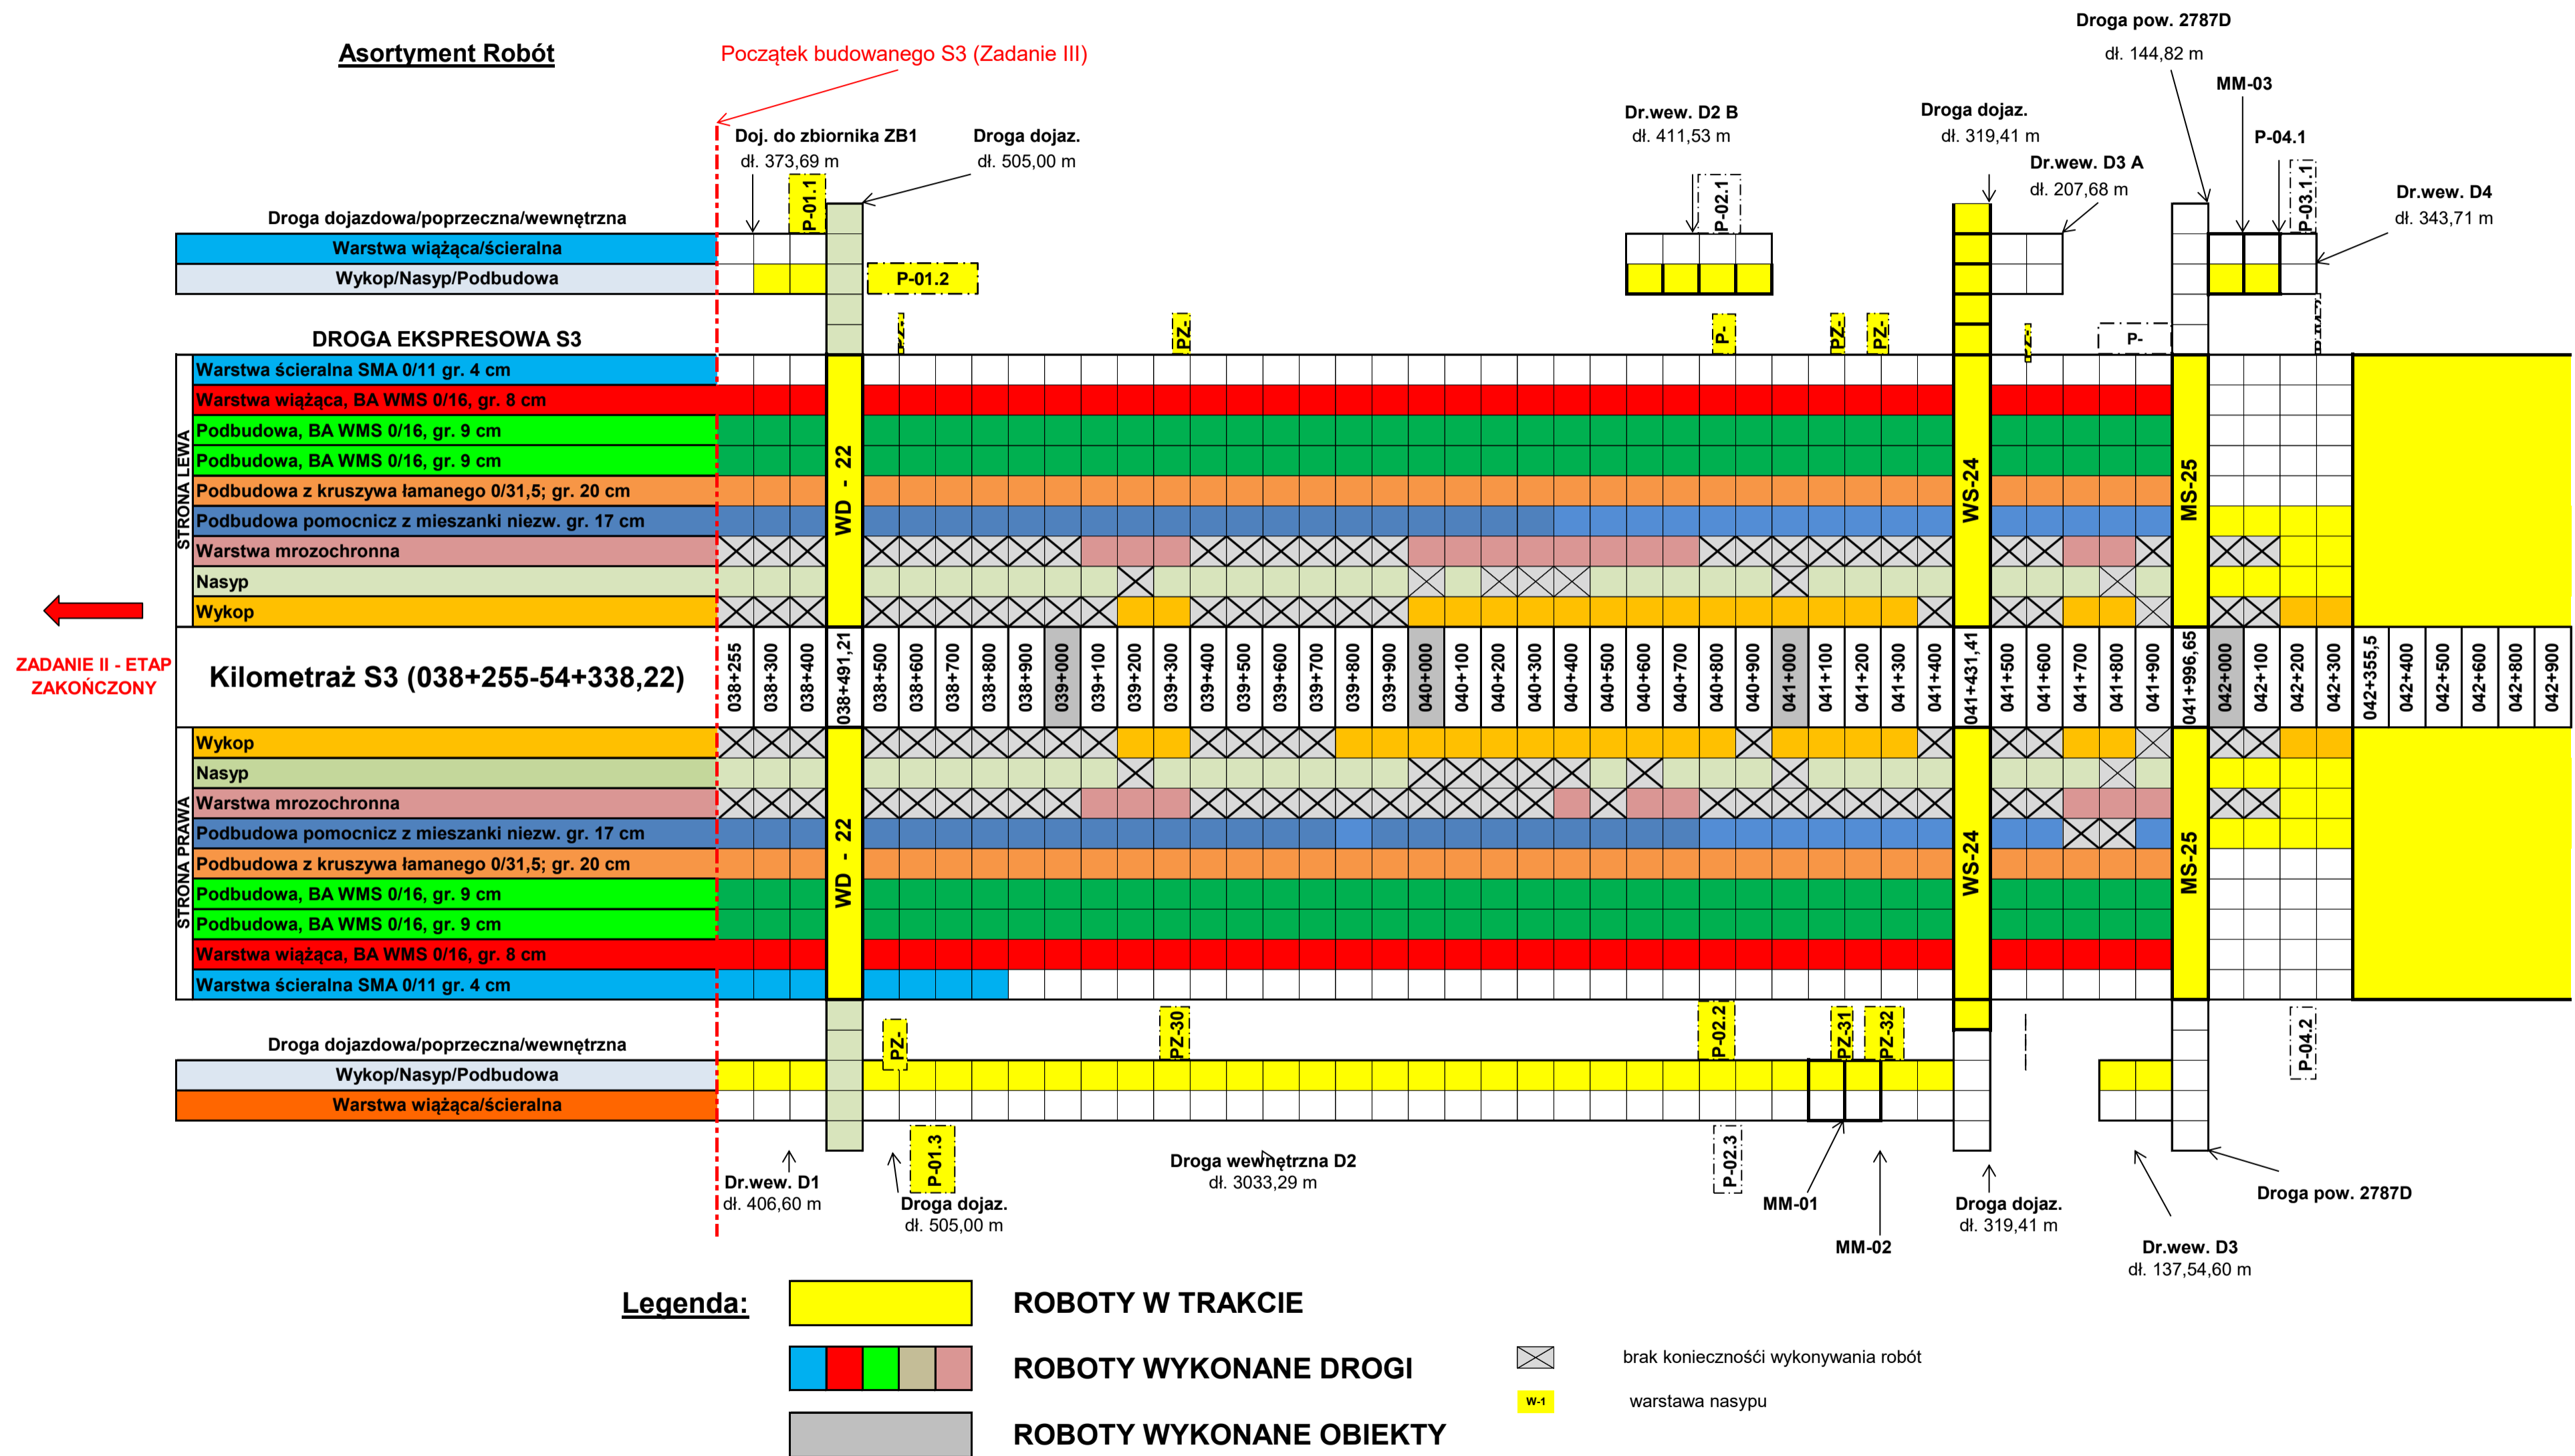 Asortyment Robót
Początek budowanego S3 (Zadanie III)
Droga pow. 2787D
dł. 144,82 m
MM-03
P-04.1
Doj. do zbiornika ZB1
dł. 373,69 m
Droga dojaz.
dł. 505,00 m
Dr.wew. D2 B
dł. 411,53 m
Droga dojaz.
dł. 319,41 m
Dr.wew. D3 A
dł. 207,68 m
Dr.wew. D4
dł. 343,71 m
P-01.1
P-02.1
P-03.1.1
Droga dojazdowa/poprzeczna/wewnętrzna
Warstwa wiążąca/ścieralna
Wykop/Nasyp/Podbudowa
P-01.2
PZ-
P-
PZ-
PZ-
P-
DROGA EKSPRESOWA S3
STRONA LEWA
Warstwa ścieralna SMA 0/11 gr. 4 cm
Warstwa wiążąca, BA WMS 0/16, gr. 8 cm
Podbudowa, BA WMS 0/16, gr. 9 cm
Podbudowa, BA WMS 0/16, gr. 9 cm
Podbudowa z kruszywa łamanego 0/31,5; gr. 20 cm
Podbudowa pomocnicz z mieszanki niezw. gr. 17 cm
Warstwa mrozochronna
Nasyp
Wykop
WD - 22
WS-24
MS-25
ZADANIE II - ETAP
ZAKOŃCZONY
Kilometraż S3 (038+255-54+338,22)
038+255
038+300
038+400
038+491,21
038+500
038+600
038+700
038+800
038+900
039+000
039+100
039+200
039+300
039+400
039+500
039+600
039+700
039+800
039+900
040+000
040+100
040+200
040+300
040+400
040+500
040+600
040+700
040+800
040+900
041+000
041+100
041+200
041+300
041+400
041+431,41
041+500
041+600
041+700
041+800
041+900
041+996,65
042+000
042+100
042+200
042+300
042+355,5
042+400
042+500
042+600
042+800
042+900
STRONA PRAWA
Wykop
Nasyp
Warstwa mrozochronna
Podbudowa pomocnicz z mieszanki niezw. gr. 17 cm
Podbudowa z kruszywa łamanego 0/31,5; gr. 20 cm
Podbudowa, BA WMS 0/16, gr. 9 cm
Podbudowa, BA WMS 0/16, gr. 9 cm
Warstwa wiążąca, BA WMS 0/16, gr. 8 cm
Warstwa ścieralna SMA 0/11 gr. 4 cm
WD - 22
WS-24
MS-25
PZ-
PZ-30
P-02.2
PZ-31
PZ-32
P-04.2
Droga dojazdowa/poprzeczna/wewnętrzna
Wykop/Nasyp/Podbudowa
Warstwa wiążąca/ścieralna
P-01.3
P-02.3
Dr.wew. D1
dł. 406,60 m
Droga dojaz.
dł. 505,00 m
Droga wewnętrzna D2
dł. 3033,29 m
MM-01
MM-02
Droga dojaz.
dł. 319,41 m
Droga pow. 2787D
Dr.wew. D3
dł. 137,54,60 m
Legenda:
ROBOTY W TRAKCIE
ROBOTY WYKONANE DROGI
ROBOTY WYKONANE OBIEKTY
brak koniecznośći wykonywania robót
W-1
warstawa nasypu